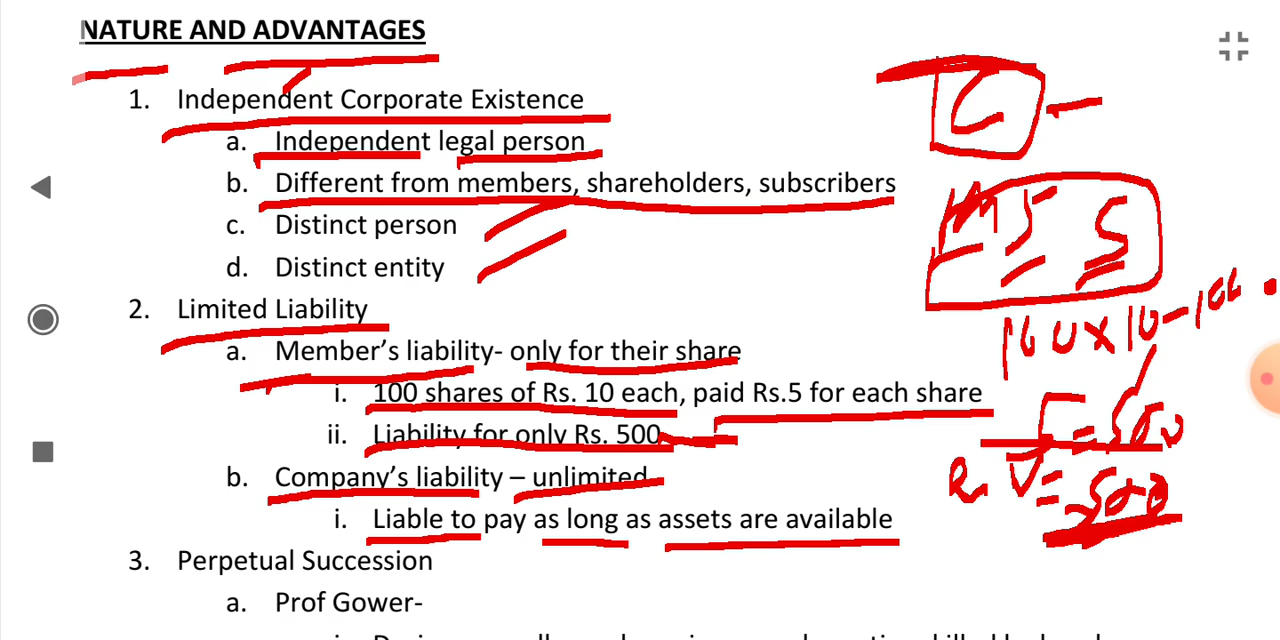 NATURE AND ADVANTAGES
1. Independent Corporate Existence
a. Independent legal person
b. Different from members, shareholders, subscribers
c. Distinct person
d. Distinct entity
2. Limited Liability
a. Member’s liability- only for their share
i. 100 shares of Rs. 10 each, paid Rs.5 for each share
ii. Liability for only Rs. 500
b. Company’s liability – unlimited
i. Liable to pay as long as assets are available
3. Perpetual Succession
a. Prof Gower-
C
M S S
= 500
= 500